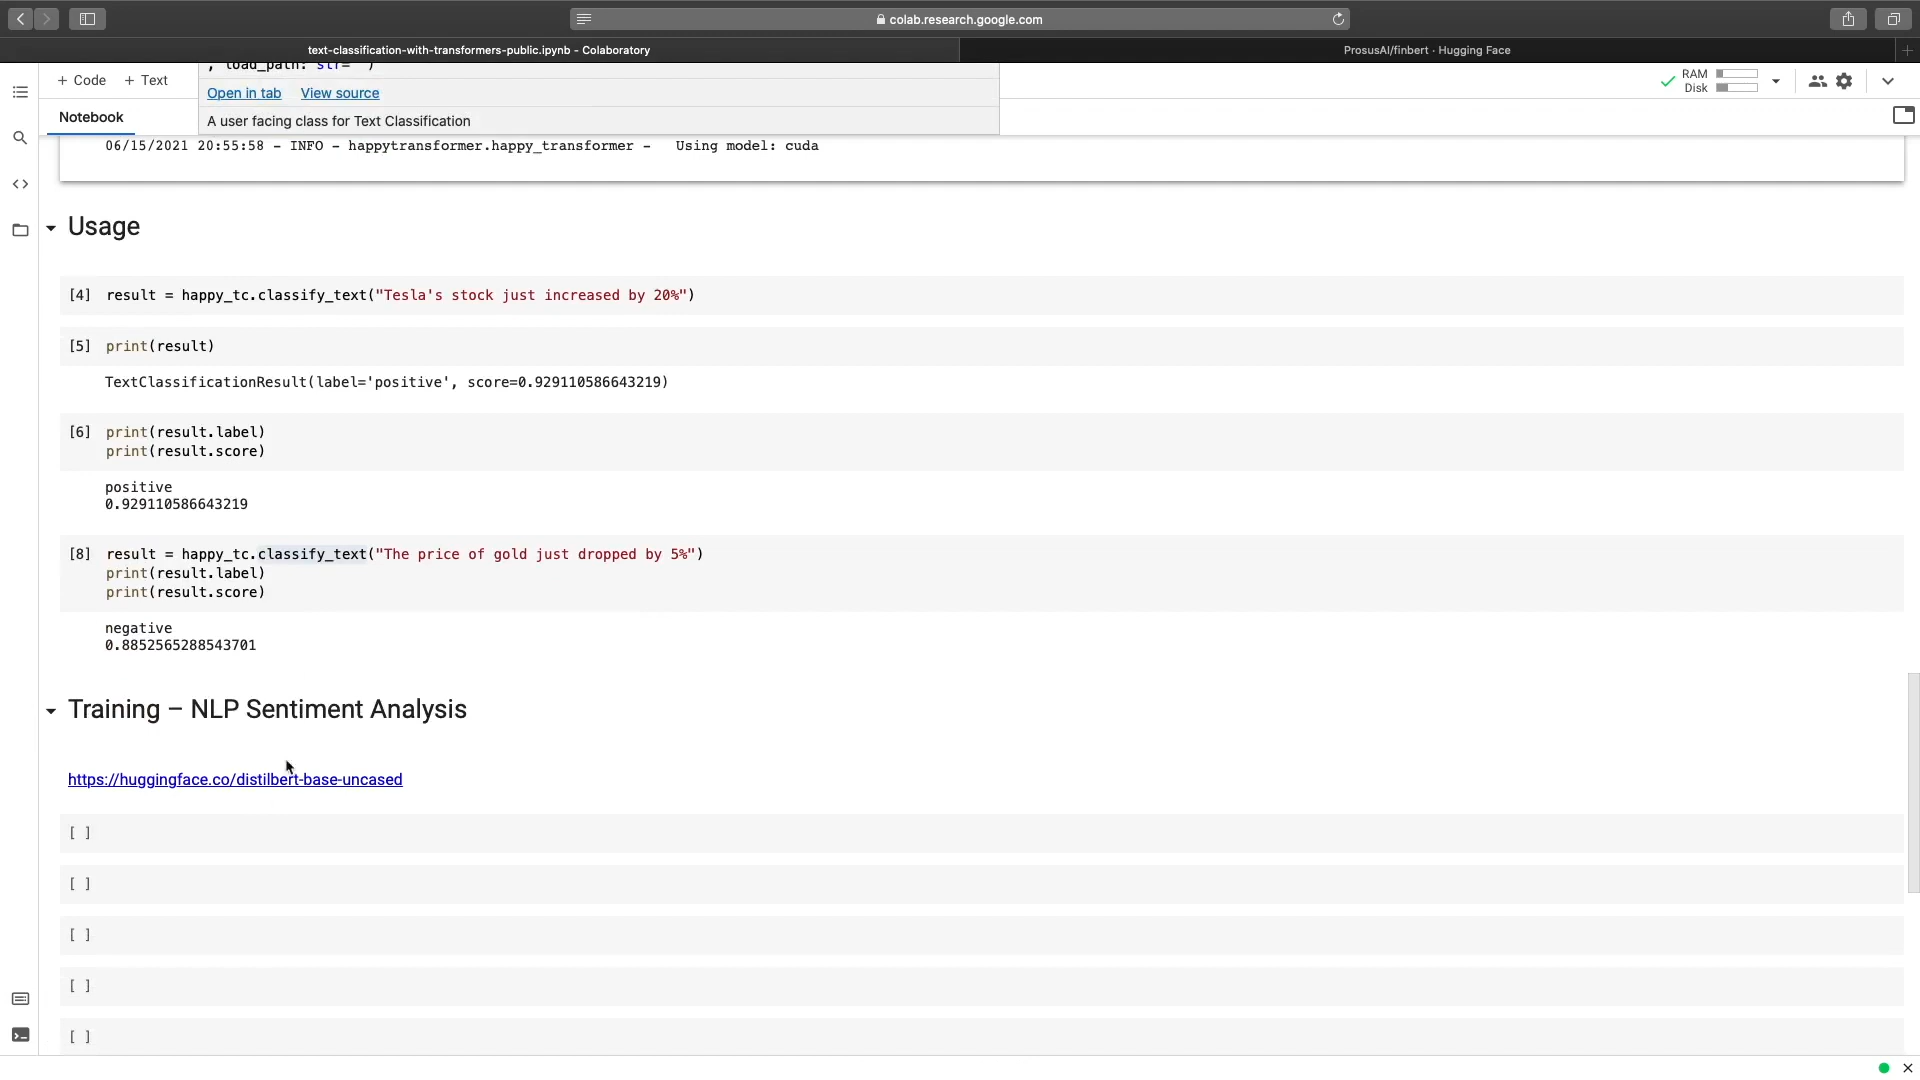 colab.research.google.com
text-classification-with-transformers-public.ipynb - Colaboratory
ProsusAI/finbert · Hugging Face
+ Code + Text
, load_path: str= )
RAM
Disk
Open in tab View source
Notebook
A user facing class for Text Classification
06/15/2021 20:55:58 - INFO - happytransformer.happy_transformer - Using model: cuda
Usage
[4] result = happy_tc.classify_text("Tesla's stock just increased by 20%")
[5] print(result)
TextClassificationResult(label='positive', score=0.929110586643219)
[6] print(result.label)
print(result.score)
positive
0.929110586643219
[8] result = happy_tc.classify_text("The price of gold just dropped by 5%")
print(result.label)
print(result.score)
negative
0.8852565288543701
Training – NLP Sentiment Analysis
https://huggingface.co/distilbert-base-uncased
[ ]
[ ]
[ ]
[ ]
[ ]